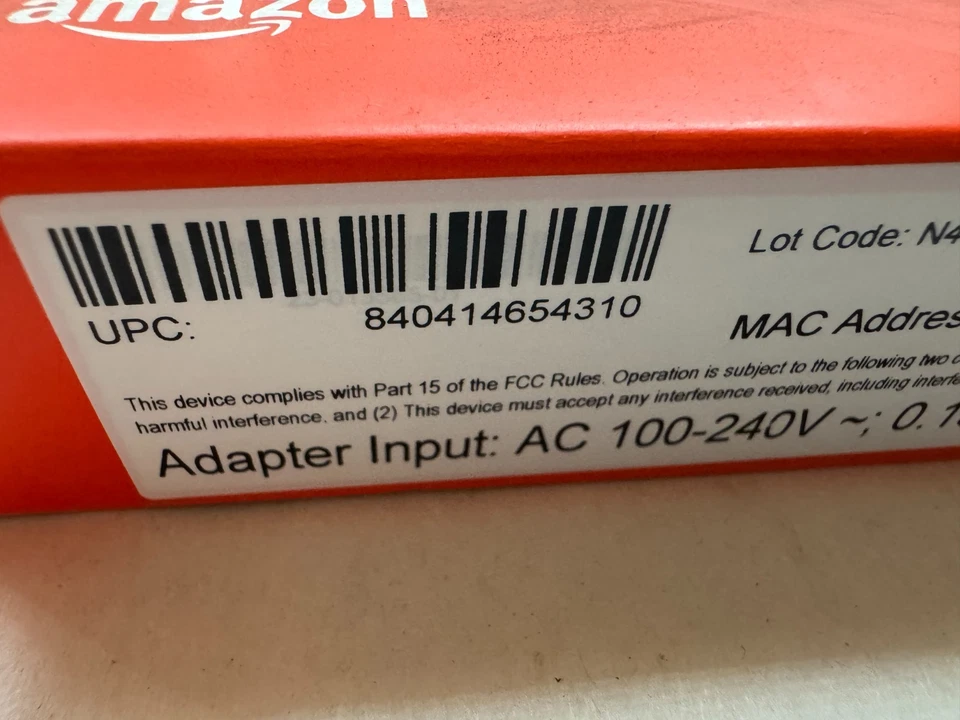 amazon
Lot Code: N4
UPC: 840414654310
MAC Addres
This device complies with Part 15 of the FCC Rules. Operation is subject to the following two
harmful interference, and (2) This device must accept any interference received, including interfe
Adapter Input: AC 100-240V ~; 0.1